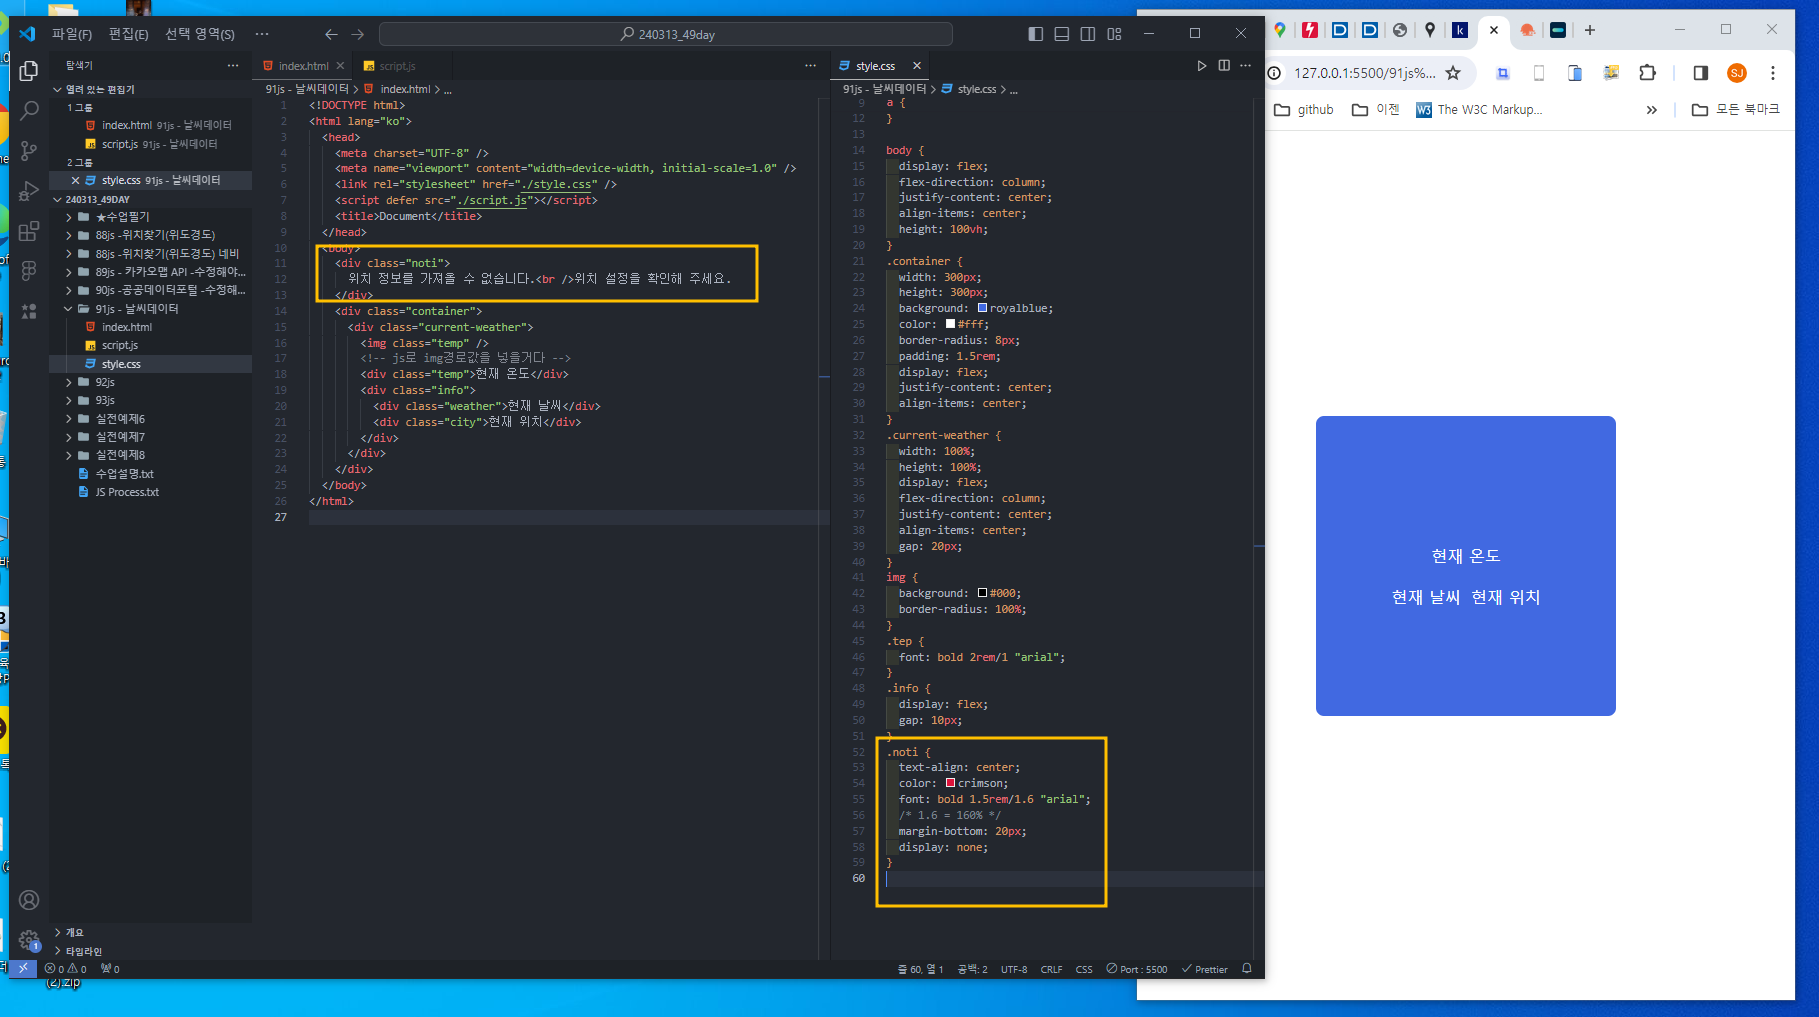 파일(F) 편집(E) 선택 영역(S) ··· 240313_49day
탐색기
열려 있는 편집기
1 그룹
index.html 91js - 날씨데이터
script.js 91js - 날씨데이터
2 그룹
style.css 91js - 날씨데이터
240313_49DAY
★수업필기
88js -위치찾기(위도경도)
88js -위치찾기(위도경도) 네비
89js - 카카오맵 API -수정해야...
90js -공공데이터포털 -수정해...
91js - 날씨데이터
index.html
script.js
style.css
92js
93js
실전예제6
실전예제7
실전예제8
수업설명.txt
JS Process.txt
개요
타임라인
index.html script.js
91js - 날씨데이터 > index.html > ...
1 <!DOCTYPE html>
2 <html lang="ko">
3 <head>
4 <meta charset="UTF-8" />
5 <meta name="viewport" content="width=device-width, initial-scale=1.0" />
6 <link rel="stylesheet" href="./style.css" />
7 <script defer src="./script.js"></script>
8 <title>Document</title>
9 </head>
10 <body>
11 <div class="noti">
12 위치 정보를 가져올 수 없습니다.<br />위치 설정을 확인해 주세요.
13 </div>
14 <div class="container">
15 <div class="current-weather">
16 <img class="temp" />
17 <!-- js로 img경로값을 넣을거다 -->
18 <div class="temp">현재 온도</div>
19 <div class="info">
20 <div class="weather">현재 날씨</div>
21 <div class="city">현재 위치</div>
22 </div>
23 </div>
24 </div>
25 </body>
26 </html>
27
style.css
91js - 날씨데이터 > style.css > ...
9 a {
12 }
13
14 body {
15 display: flex;
16 flex-direction: column;
17 justify-content: center;
18 align-items: center;
19 height: 100vh;
20 }
21 .container {
22 width: 300px;
23 height: 300px;
24 background: royalblue;
25 color: #fff;
26 border-radius: 8px;
27 padding: 1.5rem;
28 display: flex;
29 justify-content: center;
30 align-items: center;
31 }
32 .current-weather {
33 width: 100%;
34 height: 100%;
35 display: flex;
36 flex-direction: column;
37 justify-content: center;
38 align-items: center;
39 gap: 20px;
40 }
41 img {
42 background: #000;
43 border-radius: 100%;
44 }
45 .tep {
46 font: bold 2rem/1 "arial";
47 }
48 .info {
49 display: flex;
50 gap: 10px;
51 }
52 .noti {
53 text-align: center;
54 color: crimson;
55 font: bold 1.5rem/1.6 "arial";
56 /* 1.6 = 160% */
57 margin-bottom: 20px;
58 display: none;
59 }
60
0 0 0 줄 60, 열 1 공백: 2 UTF-8 CRLF CSS Port : 5500 Prettier
1
(2).zip
127.0.0.1:5500/91js%... SJ
github 이젠 The W3C Markup... » 모든 북마크
현재 온도
현재 날씨 현재 위치